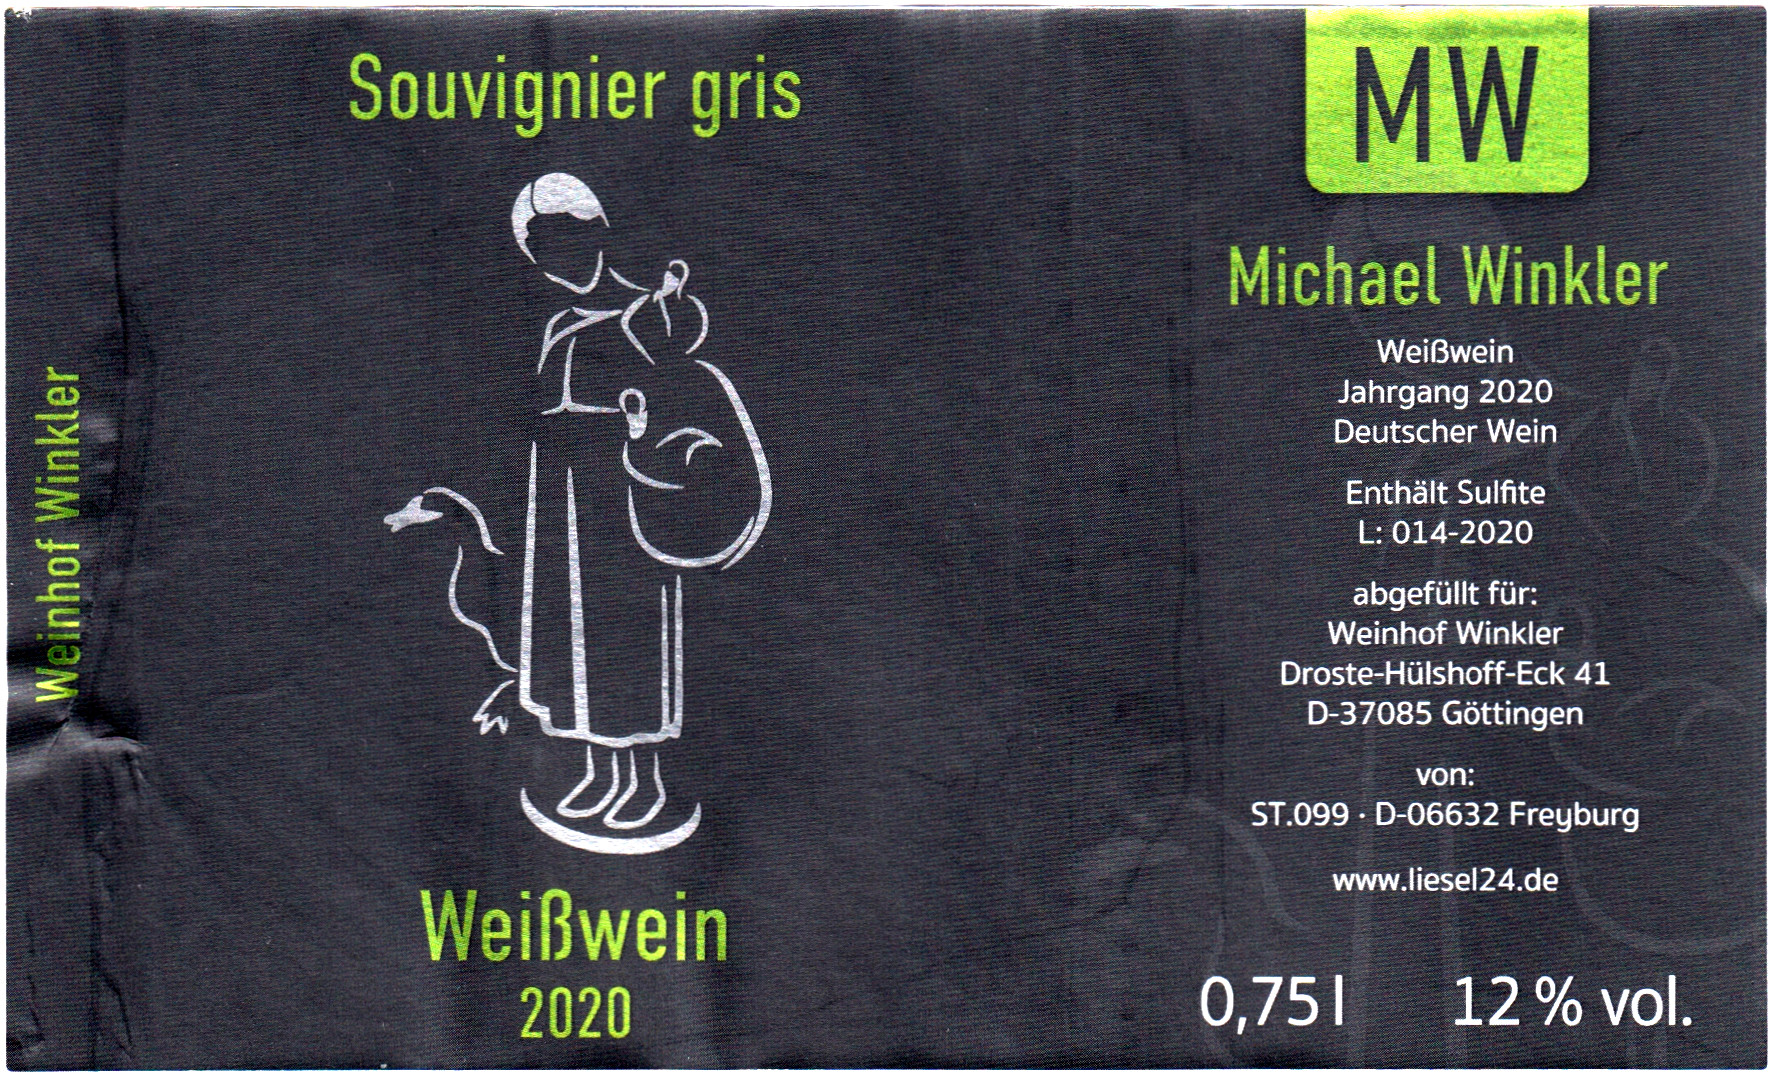 Weinhof Winkler
Souvignier gris
Weißwein
2020
MW
Michael Winkler
Weißwein
Jahrgang 2020
Deutscher Wein
Enthält Sulfite
L: 014-2020
abgefüllt für:
Weinhof Winkler
Droste-Hülshoff-Eck 41
D-37085 Göttingen
von:
ST.099 · D-06632 Freyburg
www.liesel24.de
0,75 l 12 % vol.